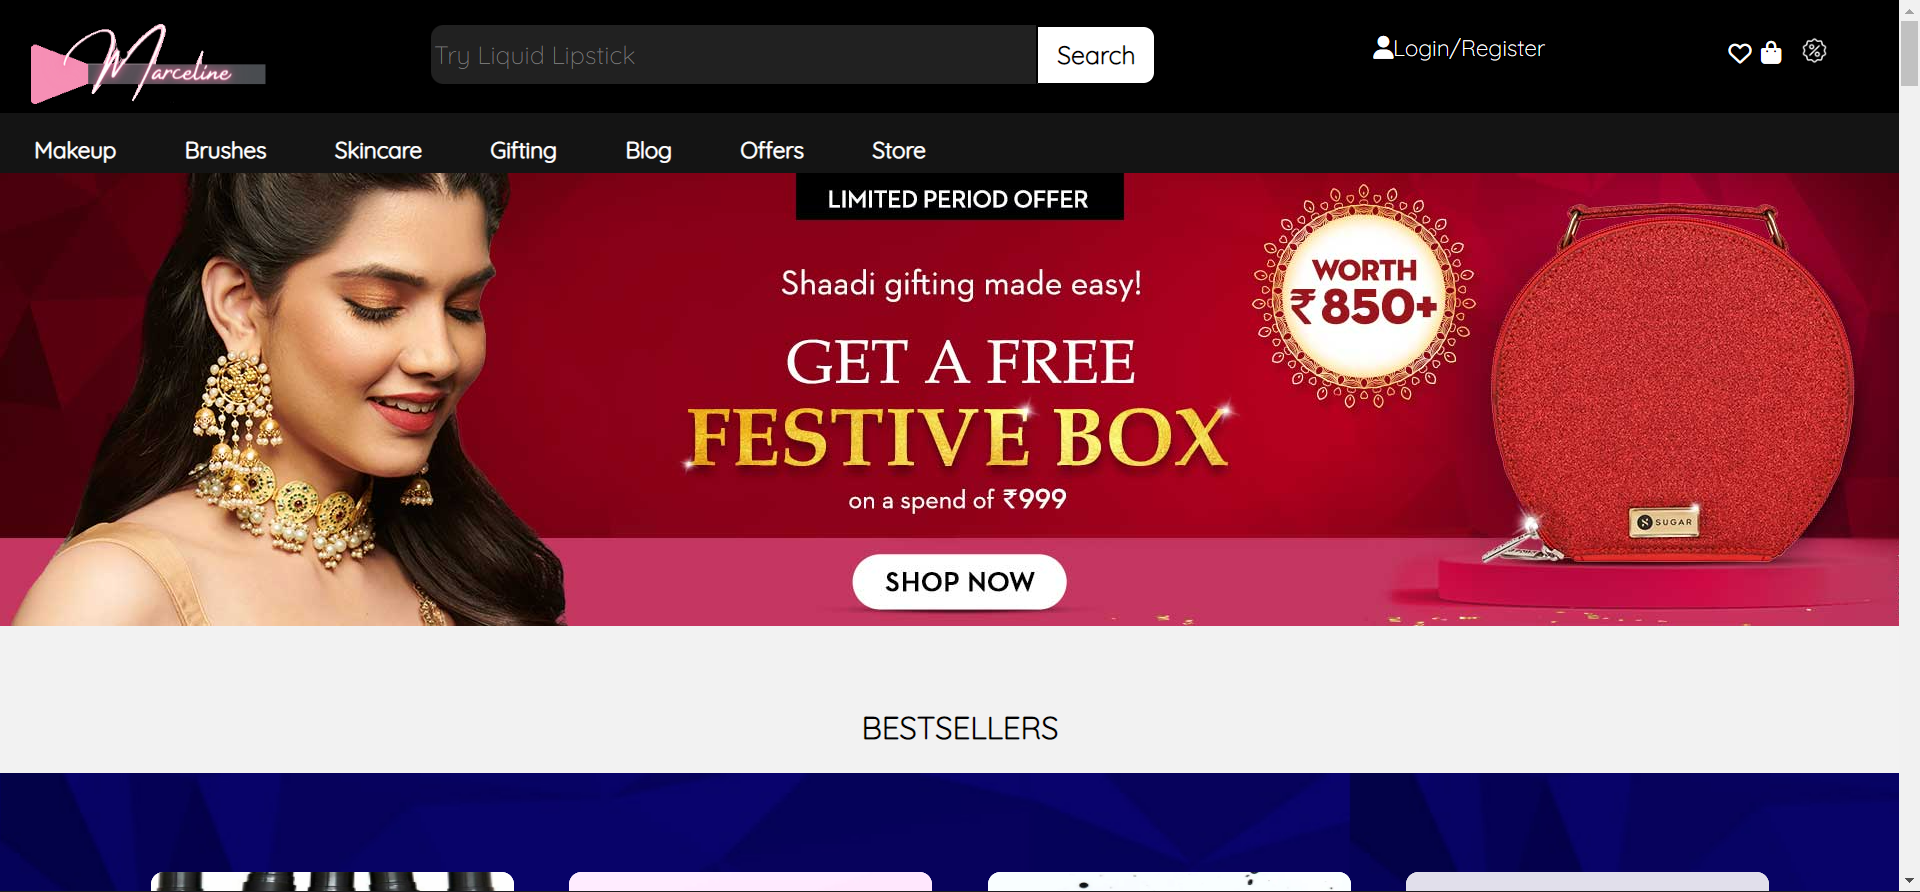 Marceline
Try Liquid Lipstick
Search
Login/Register
Makeup
Brushes
Skincare
Gifting
Blog
Offers
Store
LIMITED PERIOD OFFER
Shaadi gifting made easy!
GET A FREE
FESTIVE BOX
on a spend of ₹999
SHOP NOW
WORTH
₹850+
SUGAR
BESTSELLERS